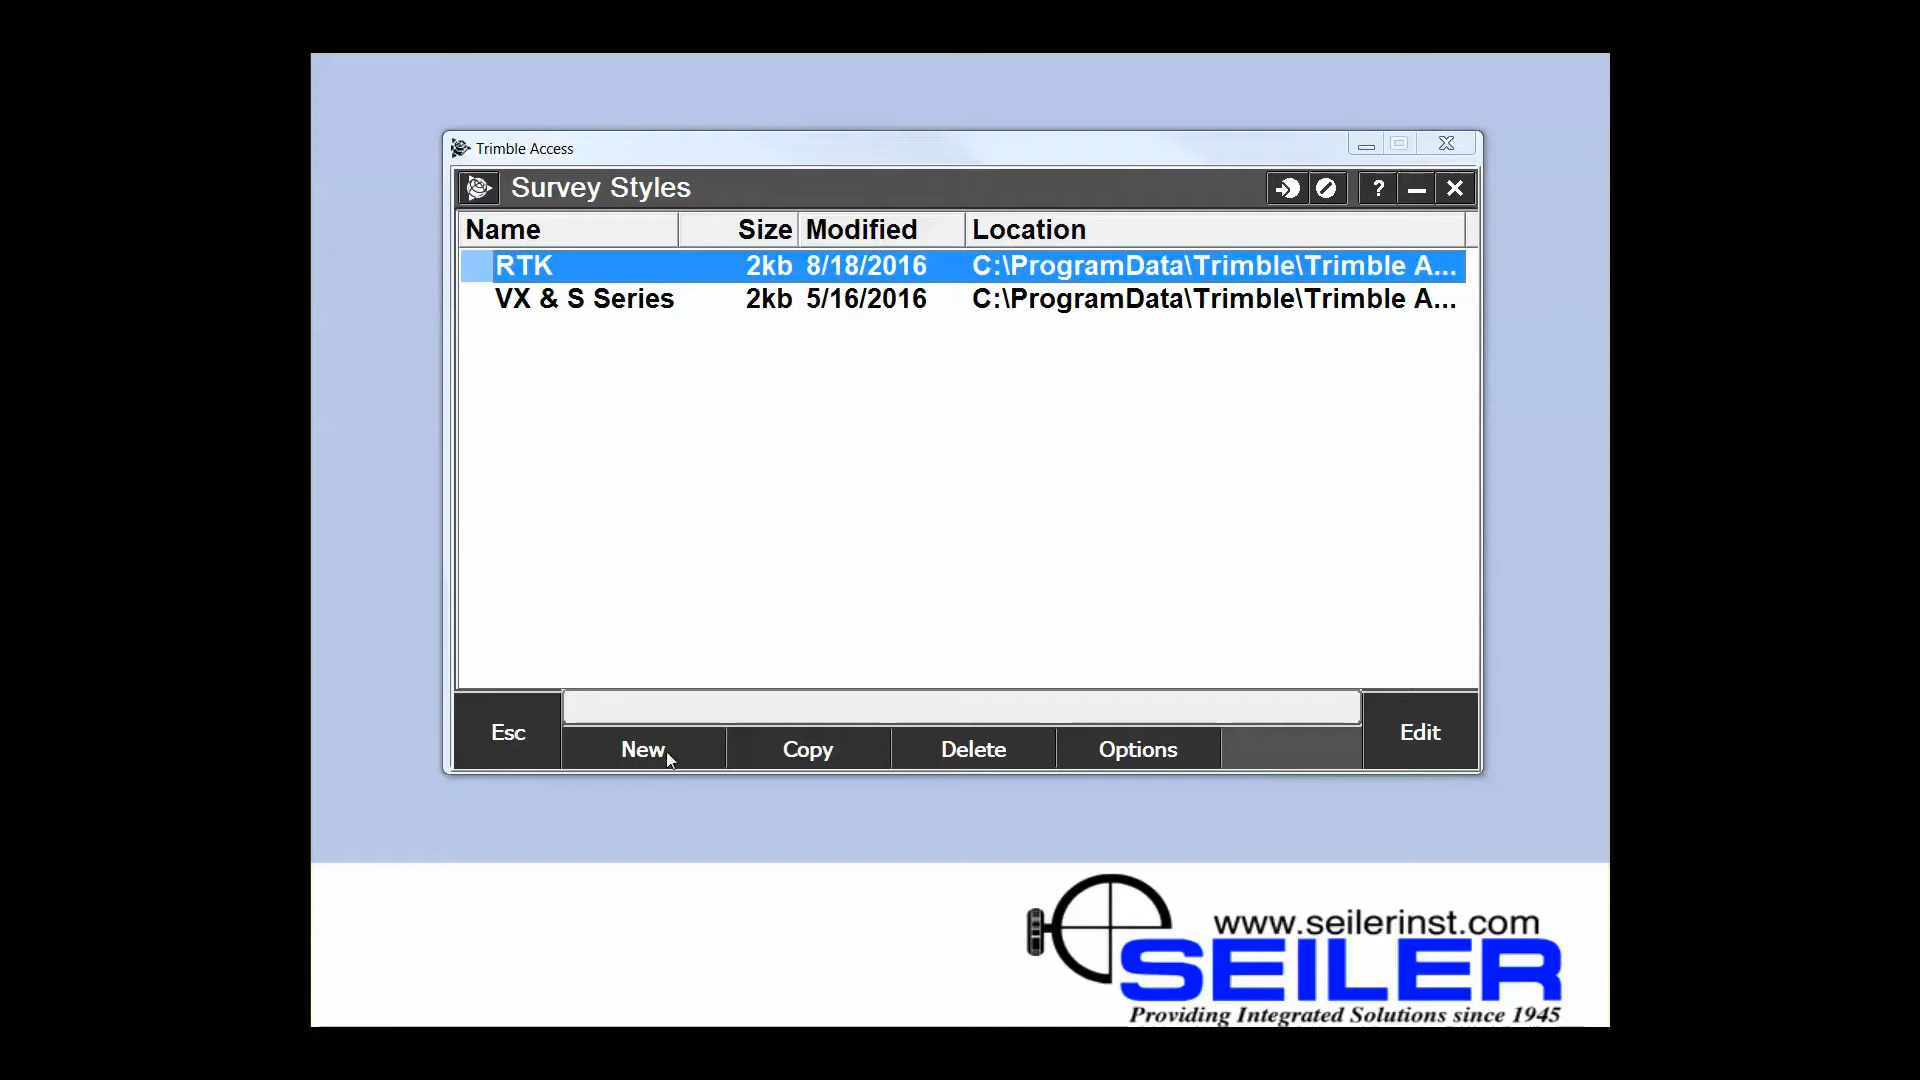 Trimble Access
Survey Styles
?
Name Size Modified Location
RTK 2kb 8/18/2016 C:\ProgramData\Trimble\Trimble A...
VX & S Series 2kb 5/16/2016 C:\ProgramData\Trimble\Trimble A...
Esc New Copy Delete Options Edit
www.seilerinst.com
SEILER
Providing Integrated Solutions since 1945